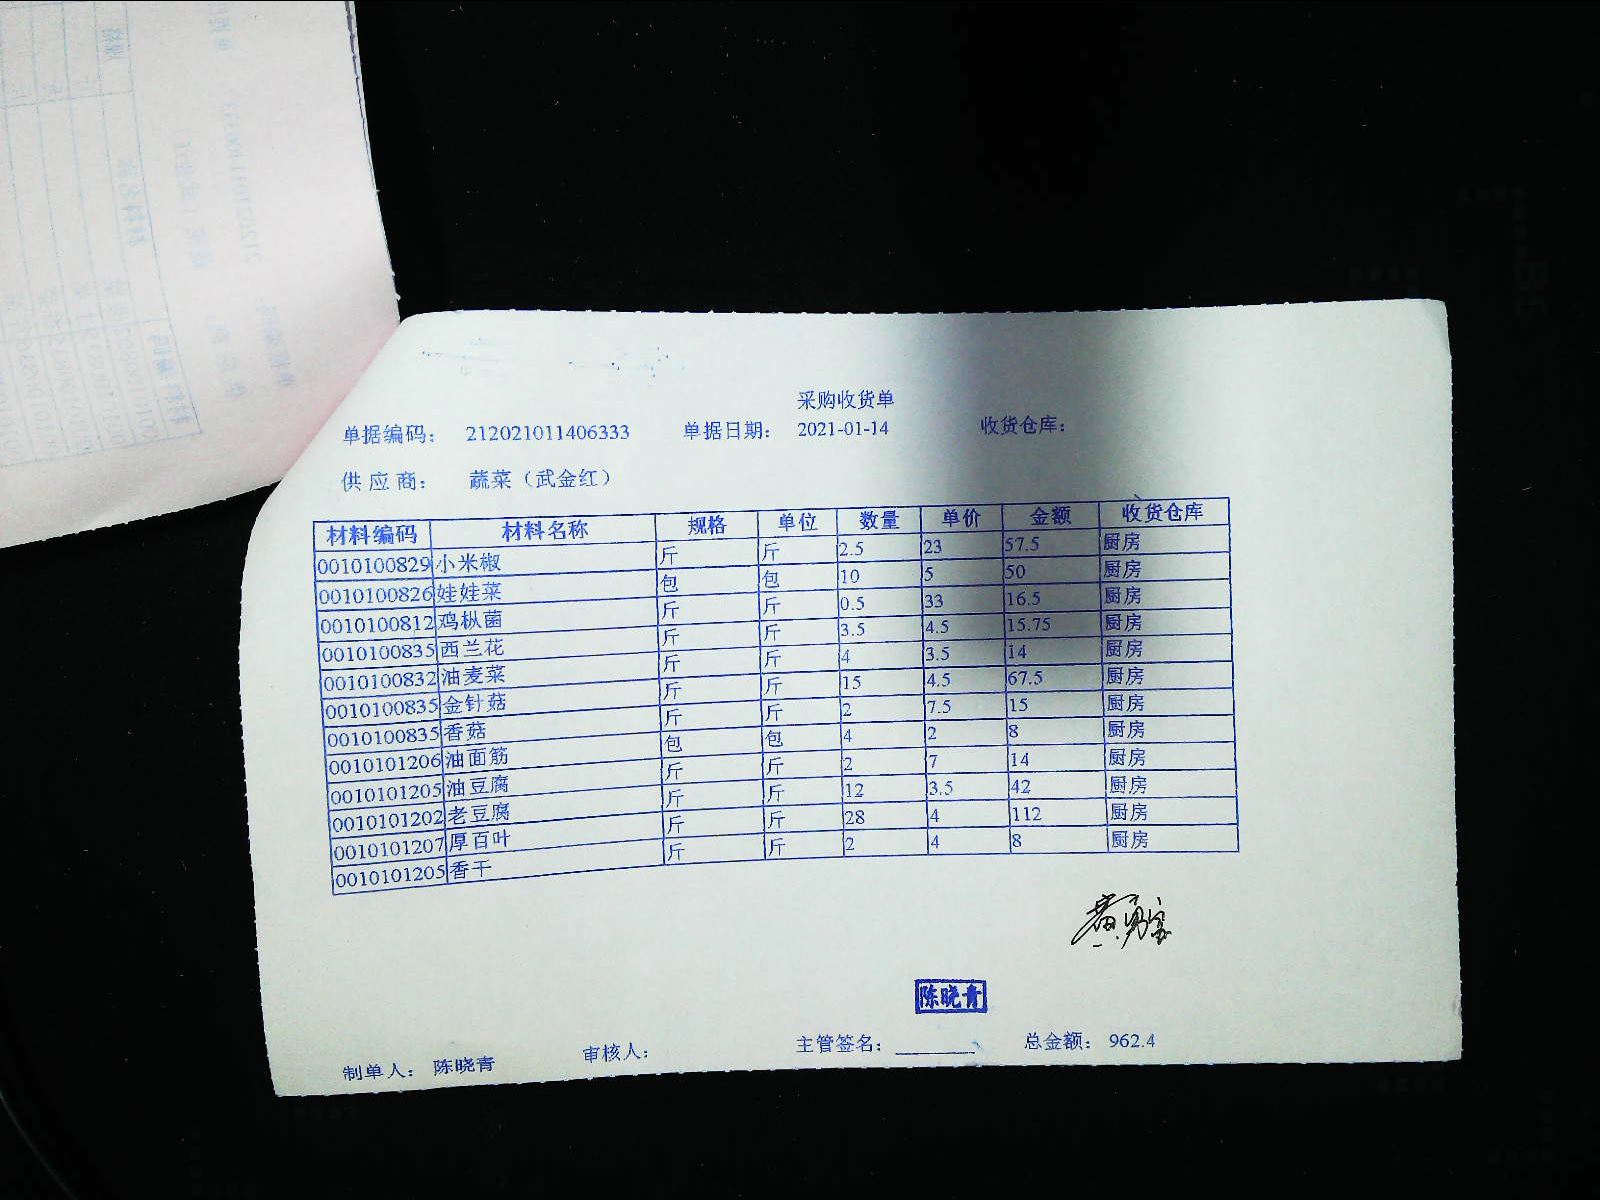 采购收货单
单据编码： 212021011406333 单据日期： 2021-01-14 收货仓库：
供应商： 蔬菜（武金红）
材料编码 材料名称 规格 单位 数量 单价 金额 收货仓库
0010100829 小米椒 斤 斤 2.5 23 57.5 厨房
0010100826 娃娃菜 包 包 10 5 50 厨房
0010100812 鸡枞菌 斤 斤 0.5 33 16.5 厨房
0010100835 西兰花 斤 斤 3.5 4.5 15.75 厨房
0010100832 油麦菜 斤 斤 4 3.5 14 厨房
0010100835 金针菇 斤 斤 15 4.5 67.5 厨房
0010100835 香菇 斤 斤 2 7.5 15 厨房
0010101206 油面筋 包 包 4 2 8 厨房
0010101205 油豆腐 斤 斤 2 7 14 厨房
0010101202 老豆腐 斤 斤 12 3.5 42 厨房
0010101207 厚百叶 斤 斤 28 4 112 厨房
0010101205 香干 斤 斤 2 4 8 厨房
陈晓青
制单人： 陈晓青 审核人： 主管签名： 总金额： 962.4